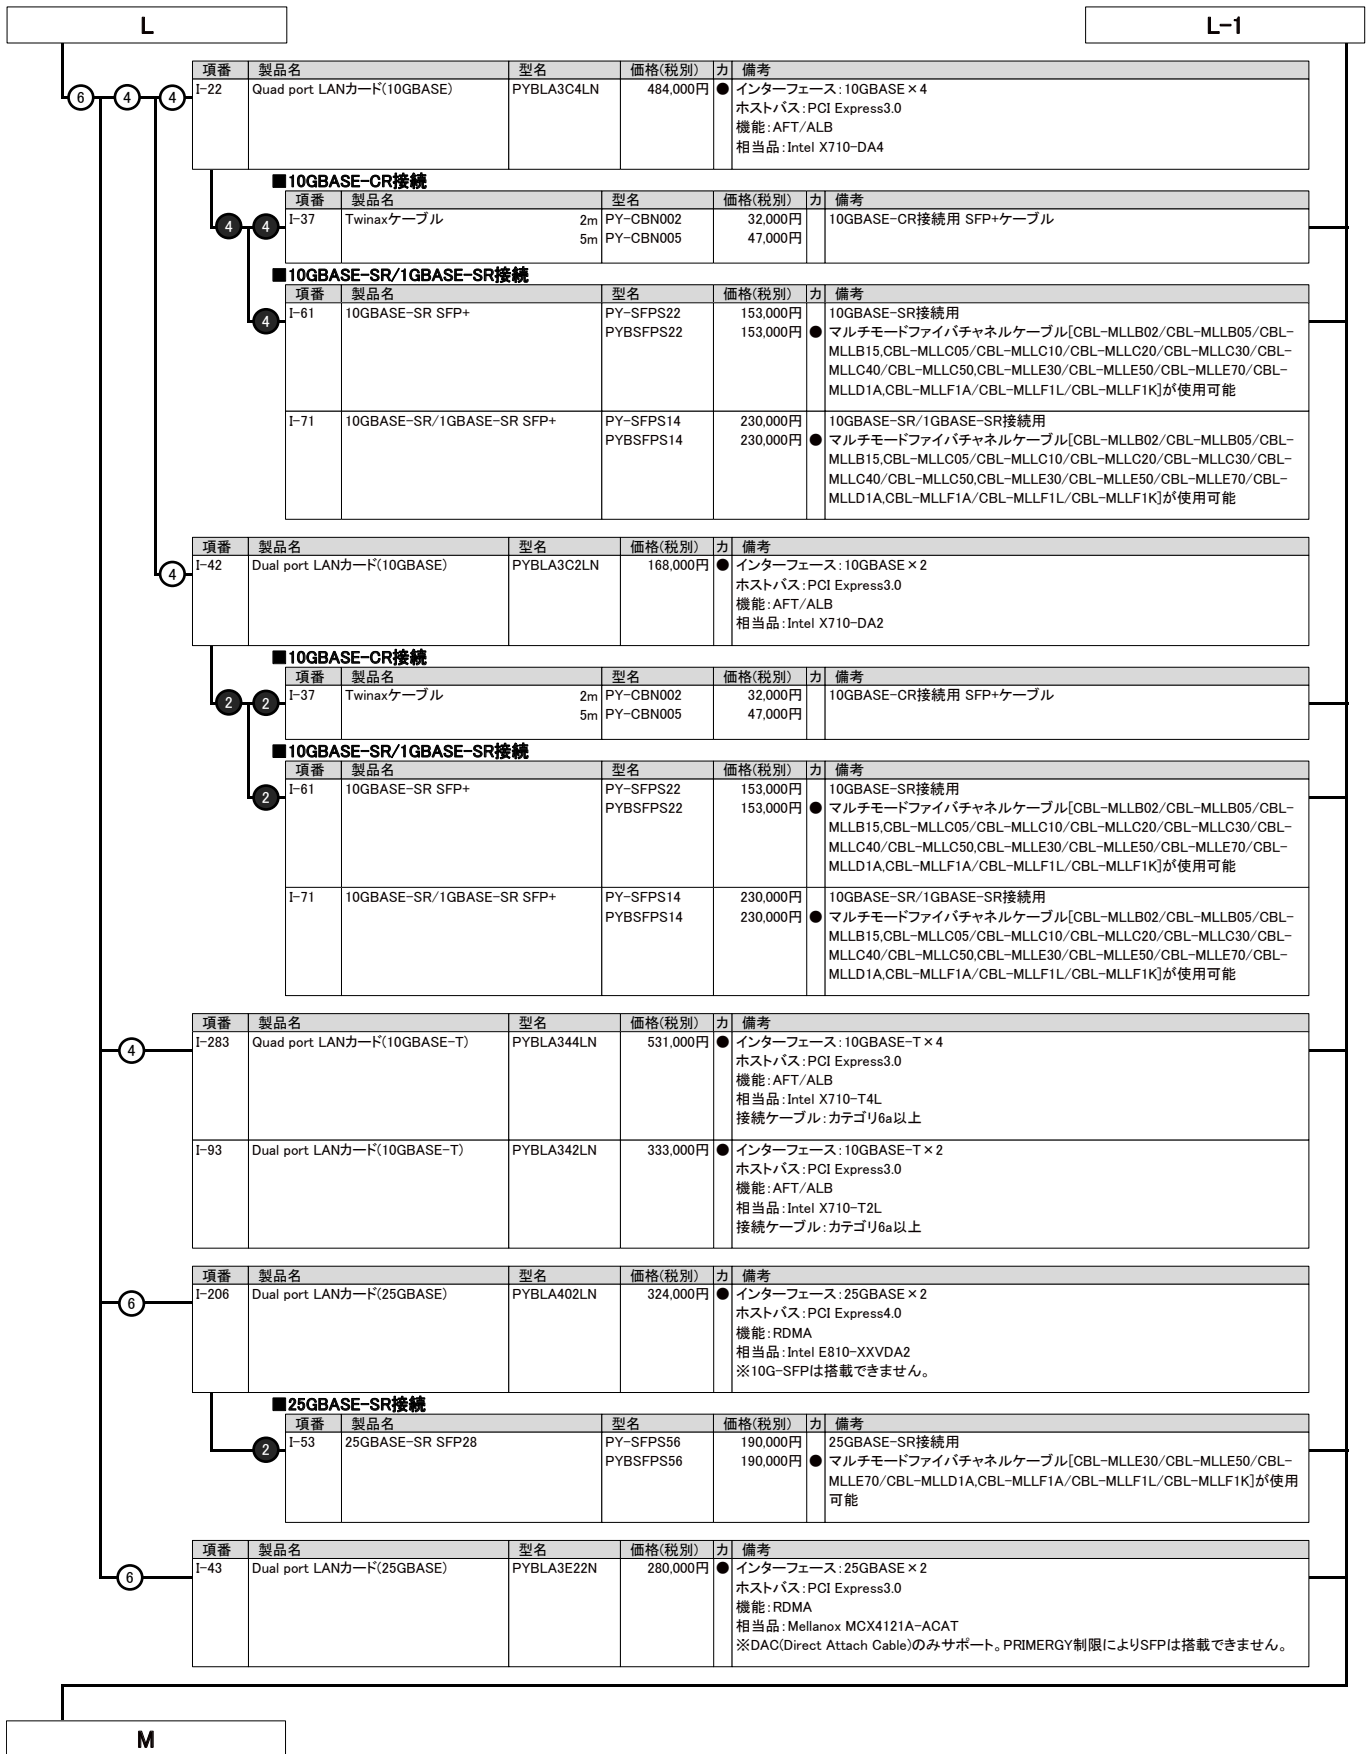 L
L-1
項番 製品名 型名 価格(税別) カ 備考
6 4 4 I-22 Quad port LANカード(10GBASE) PYBLA3C4LN 484,000円 ● インターフェース:10GBASE×4
ホストバス:PCI Express3.0
機能:AFT/ALB
相当品:Intel X710-DA4
■10GBASE-CR接続
項番 製品名 型名 価格(税別) カ 備考
4 4 I-37 Twinaxケーブル 2m PY-CBN002 32,000円 10GBASE-CR接続用 SFP+ケーブル
5m PY-CBN005 47,000円
■10GBASE-SR/1GBASE-SR接続
項番 製品名 型名 価格(税別) カ 備考
4 I-61 10GBASE-SR SFP+ PY-SFPS22 153,000円 10GBASE-SR接続用
PYBSFPS22 153,000円 ● マルチモードファイバチャネルケーブル[CBL-MLLB02/CBL-MLLB05/CBL-
MLLB15,CBL-MLLC05/CBL-MLLC10/CBL-MLLC20/CBL-MLLC30/CBL-
MLLC40/CBL-MLLC50,CBL-MLLE30/CBL-MLLE50/CBL-MLLE70/CBL-
MLLD1A,CBL-MLLF1A/CBL-MLLF1L/CBL-MLLF1K]が使用可能
I-71 10GBASE-SR/1GBASE-SR SFP+ PY-SFPS14 230,000円 10GBASE-SR/1GBASE-SR接続用
PYBSFPS14 230,000円 ● マルチモードファイバチャネルケーブル[CBL-MLLB02/CBL-MLLB05/CBL-
MLLB15,CBL-MLLC05/CBL-MLLC10/CBL-MLLC20/CBL-MLLC30/CBL-
MLLC40/CBL-MLLC50,CBL-MLLE30/CBL-MLLE50/CBL-MLLE70/CBL-
MLLD1A,CBL-MLLF1A/CBL-MLLF1L/CBL-MLLF1K]が使用可能
項番 製品名 型名 価格(税別) カ 備考
4 I-42 Dual port LANカード(10GBASE) PYBLA3C2LN 168,000円 ● インターフェース:10GBASE×2
ホストバス:PCI Express3.0
機能:AFT/ALB
相当品:Intel X710-DA2
■10GBASE-CR接続
項番 製品名 型名 価格(税別) カ 備考
2 2 I-37 Twinaxケーブル 2m PY-CBN002 32,000円 10GBASE-CR接続用 SFP+ケーブル
5m PY-CBN005 47,000円
■10GBASE-SR/1GBASE-SR接続
項番 製品名 型名 価格(税別) カ 備考
2 I-61 10GBASE-SR SFP+ PY-SFPS22 153,000円 10GBASE-SR接続用
PYBSFPS22 153,000円 ● マルチモードファイバチャネルケーブル[CBL-MLLB02/CBL-MLLB05/CBL-
MLLB15,CBL-MLLC05/CBL-MLLC10/CBL-MLLC20/CBL-MLLC30/CBL-
MLLC40/CBL-MLLC50,CBL-MLLE30/CBL-MLLE50/CBL-MLLE70/CBL-
MLLD1A,CBL-MLLF1A/CBL-MLLF1L/CBL-MLLF1K]が使用可能
I-71 10GBASE-SR/1GBASE-SR SFP+ PY-SFPS14 230,000円 10GBASE-SR/1GBASE-SR接続用
PYBSFPS14 230,000円 ● マルチモードファイバチャネルケーブル[CBL-MLLB02/CBL-MLLB05/CBL-
MLLB15,CBL-MLLC05/CBL-MLLC10/CBL-MLLC20/CBL-MLLC30/CBL-
MLLC40/CBL-MLLC50,CBL-MLLE30/CBL-MLLE50/CBL-MLLE70/CBL-
MLLD1A,CBL-MLLF1A/CBL-MLLF1L/CBL-MLLF1K]が使用可能
項番 製品名 型名 価格(税別) カ 備考
4 I-283 Quad port LANカード(10GBASE-T) PYBLA344LN 531,000円 ● インターフェース:10GBASE-T×4
ホストバス:PCI Express3.0
機能:AFT/ALB
相当品:Intel X710-T4L
接続ケーブル:カテゴリ6a以上
I-93 Dual port LANカード(10GBASE-T) PYBLA342LN 333,000円 ● インターフェース:10GBASE-T×2
ホストバス:PCI Express3.0
機能:AFT/ALB
相当品:Intel X710-T2L
接続ケーブル:カテゴリ6a以上
項番 製品名 型名 価格(税別) カ 備考
6 I-206 Dual port LANカード(25GBASE) PYBLA402LN 324,000円 ● インターフェース:25GBASE×2
ホストバス:PCI Express4.0
機能:RDMA
相当品:Intel E810-XXVDA2
※10G-SFPは搭載できません。
■25GBASE-SR接続
項番 製品名 型名 価格(税別) カ 備考
2 I-53 25GBASE-SR SFP28 PY-SFPS56 190,000円 25GBASE-SR接続用
PYBSFPS56 190,000円 ● マルチモードファイバチャネルケーブル[CBL-MLLE30/CBL-MLLE50/CBL-
MLLE70/CBL-MLLD1A,CBL-MLLF1A/CBL-MLLF1L/CBL-MLLF1K]が使用
可能
項番 製品名 型名 価格(税別) カ 備考
6 I-43 Dual port LANカード(25GBASE) PYBLA3E22N 280,000円 ● インターフェース:25GBASE×2
ホストバス:PCI Express3.0
機能:RDMA
相当品:Mellanox MCX4121A-ACAT
※DAC(Direct Attach Cable)のみサポート。PRIMERGY制限によりSFPは搭載できません。
M